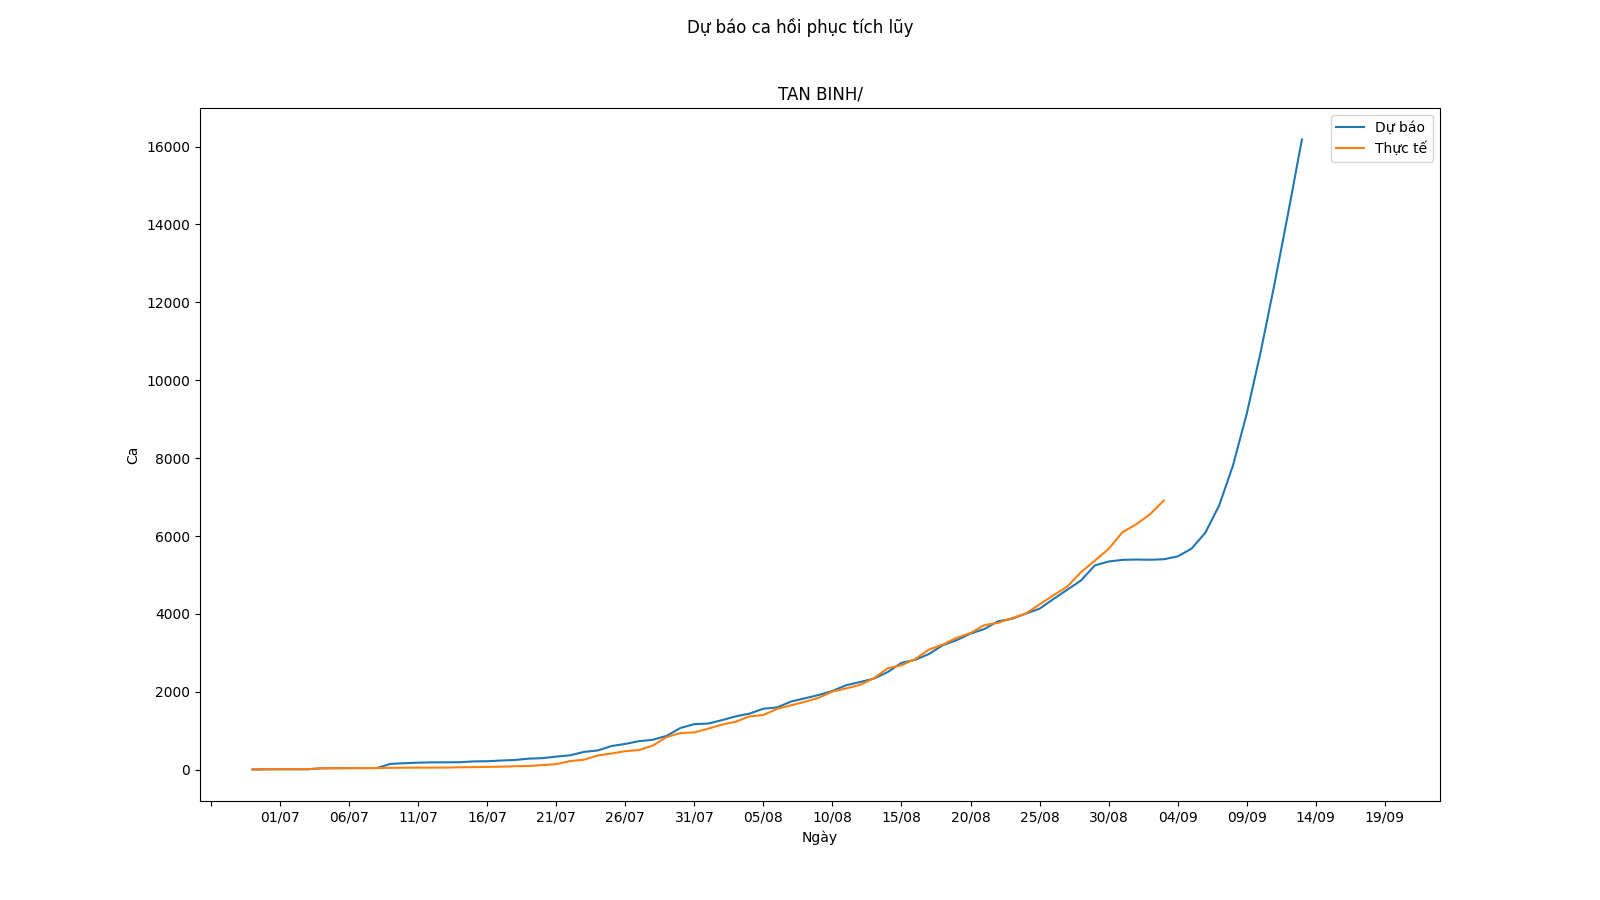 Dự báo ca hồi phục tích lũy
TAN BINH/
Dự báo
Thực tế
16000
14000
12000
10000
8000
6000
4000
2000
0
Ca
01/07 06/07 11/07 16/07 21/07 26/07 31/07 05/08 10/08 15/08 20/08 25/08 30/08 04/09 09/09 14/09 19/09
Ngày